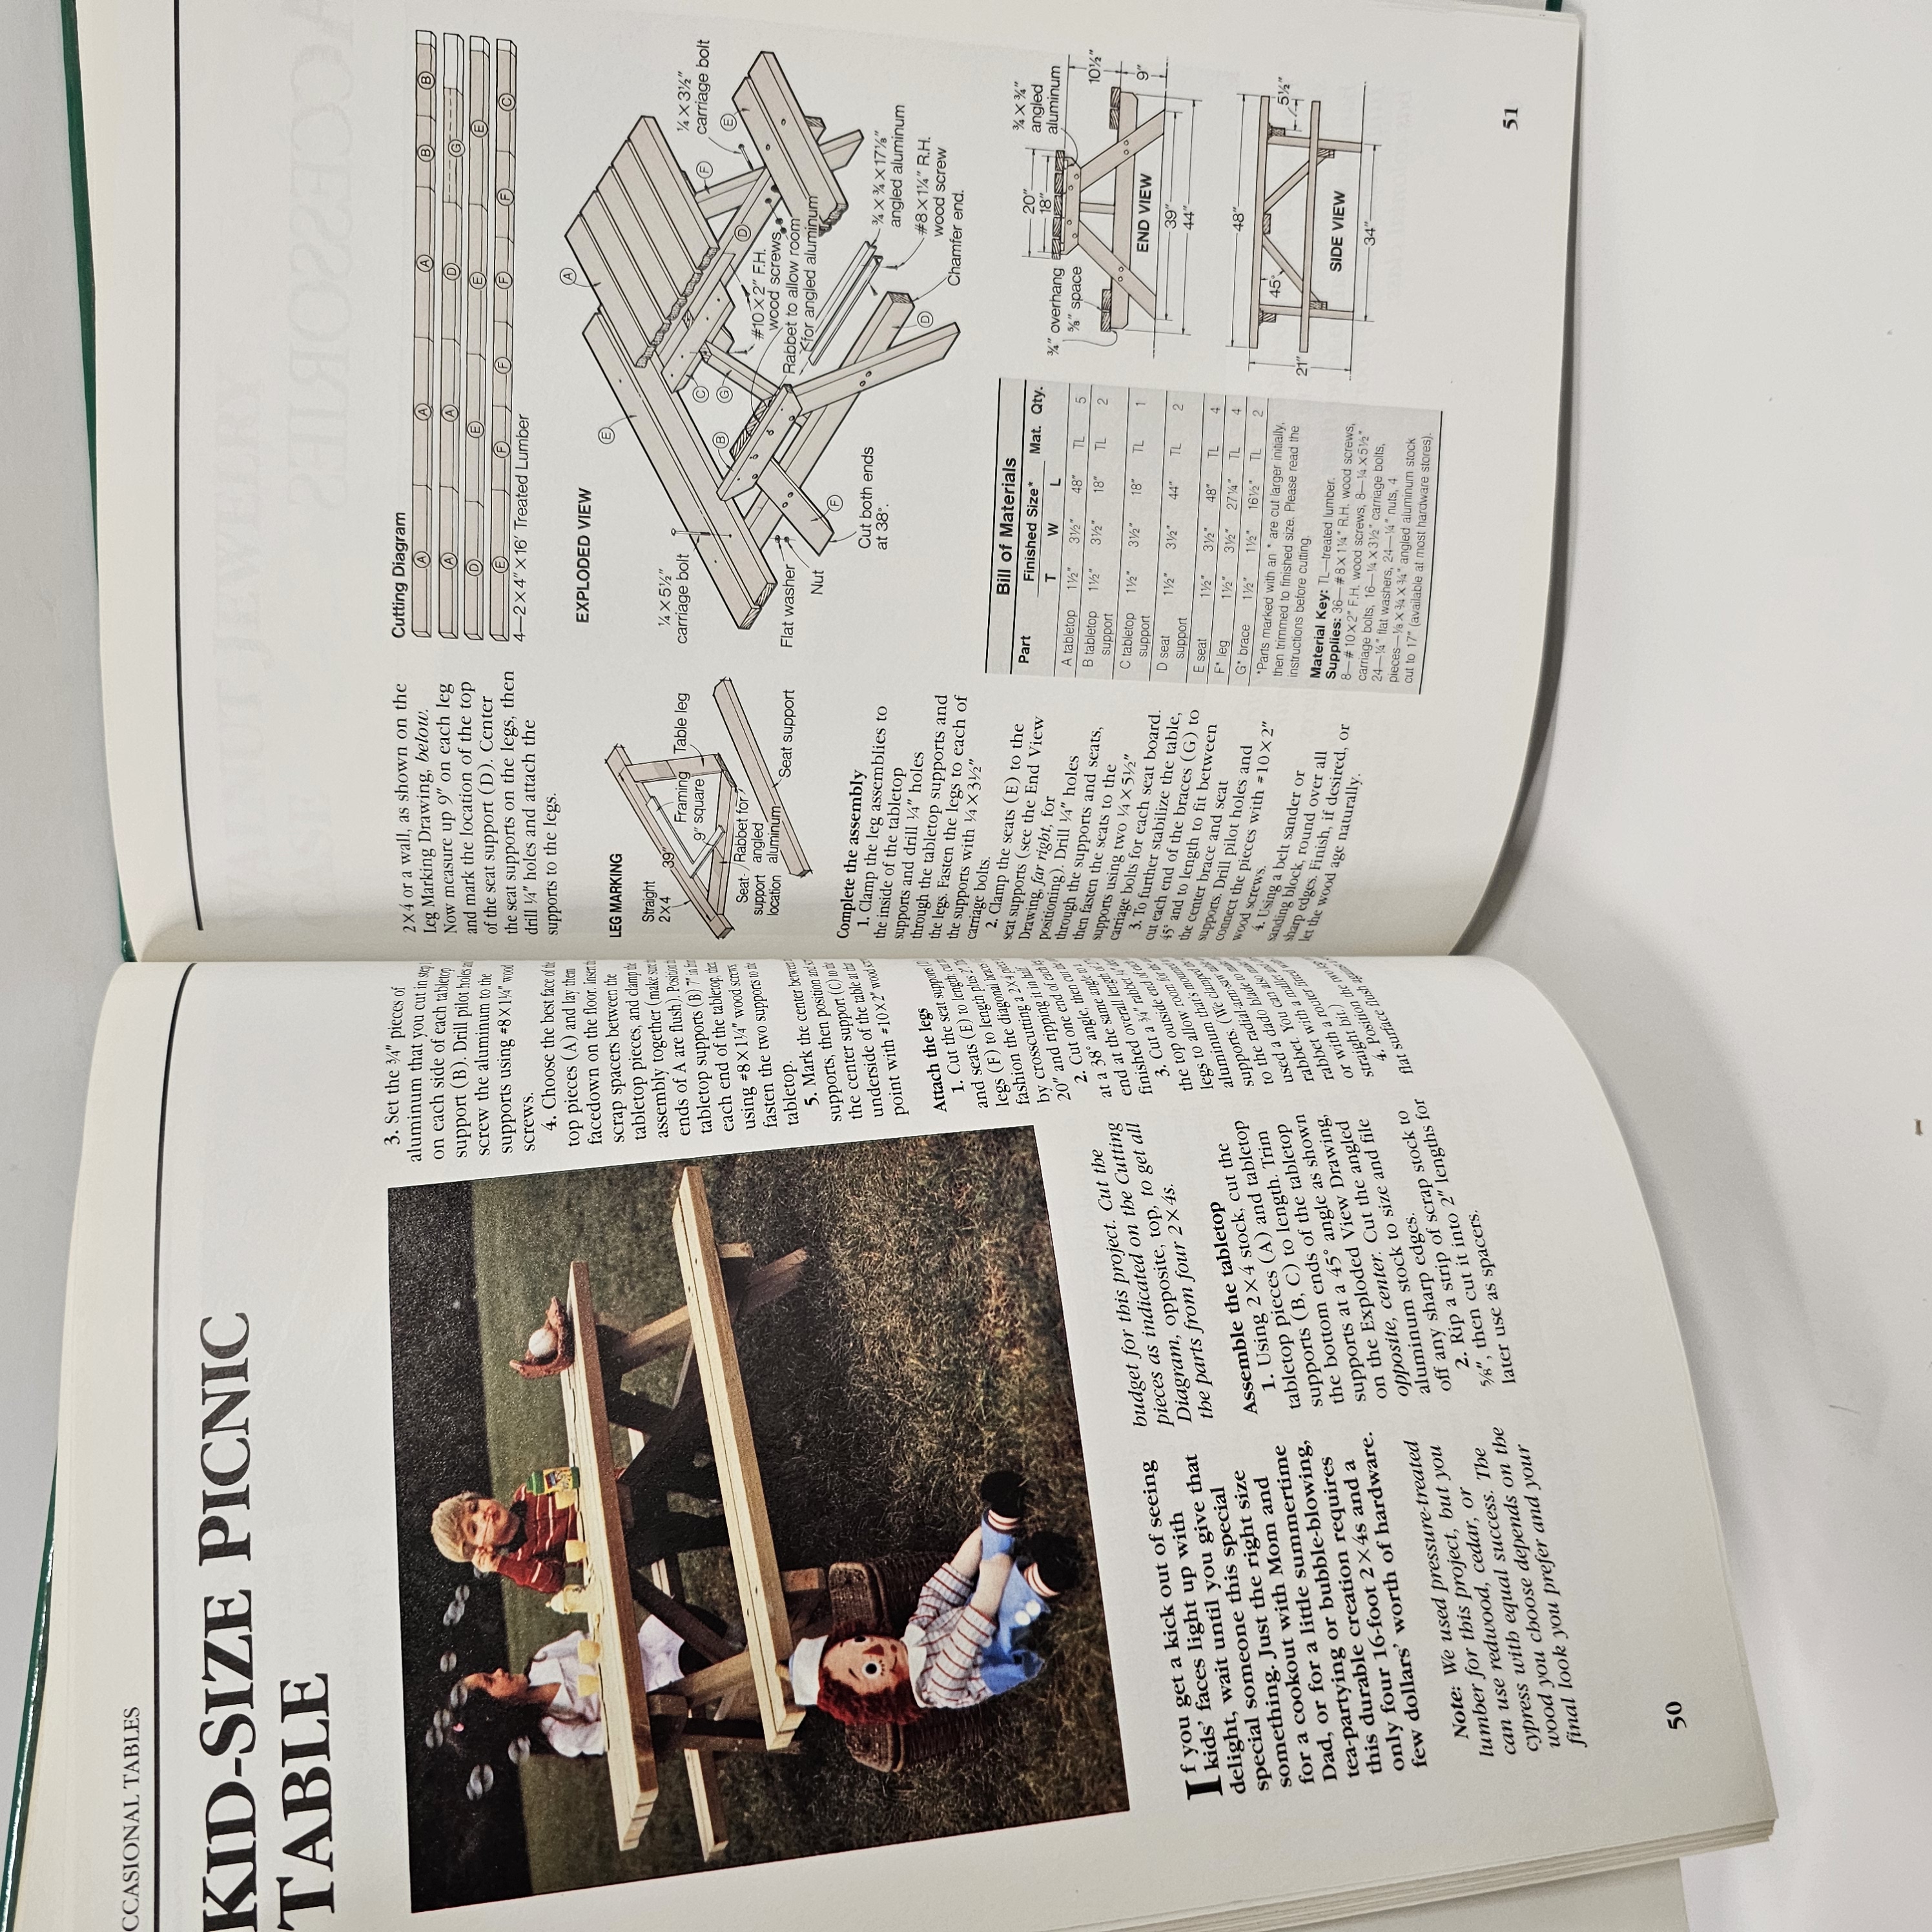 CCASIONAL TABLES
KID-SIZE PICNIC
TABLE
If you get a kick out of seeing
kids' faces light up with
delight, wait until you give that
special someone this special
something. Just the right size
for a cookout with Mom and
Dad, or for a little summertime
tea-partying or bubble-blowing,
this durable creation requires
only four 16-foot 2×4s and a
few dollars' worth of hardware.
Note: We used pressure-treated
lumber for this project, but you
can use redwood, cedar, or
cypress with equal success. The
wood you choose depends on the
final look you prefer and your
budget for this project. Cut the
pieces as indicated on the Cutting
Diagram, opposite, top, to get all
the parts from four 2×4s.
Assemble the tabletop
1. Using 2×4 stock, cut the
tabletop pieces (A) and tabletop
supports (B, C) to length. Trim
the bottom ends of the tabletop
supports at a 45° angle as shown
on the Exploded View Drawing,
opposite, center. Cut the angled
aluminum stock to size and file
off any sharp edges.
2. Rip a strip of scrap stock to
⅝", then cut it into 2" lengths for
later use as spacers.
3. Set the ¾" pieces of
aluminum that you cut in step
on each side of each tabletop
support (B). Drill pilot holes
screw the aluminum to the
supports using #8×1¼" wood
screws.
4. Choose the best face of the
top pieces (A) and lay them
facedown on the floor. Insert
scrap spacers between the
tabletop pieces, and clamp the
assembly together (make sure
ends of A are flush). Position
tabletop supports (B) 7" in
each end of the tabletop, then
using #8×1¼" wood screws
fasten the two supports to the
tabletop.
5. Mark the center between
supports, then position and
the center support (C) to the
underside of the table at that
point with #10×2" wood
Attach the legs
1. Cut the seat supports
and seats (E) to length; cut
legs (F) to length plus 2".
fashion the diagonal braces
by crosscutting a 2×4 piece
20" and ripping it in half.
2. Cut one end of each leg
at a 38° angle, then cut the
end at the same angle to
finished overall length of
3. Cut a ¾" rabbet
the top outside end of each
legs to allow room for the
aluminum that's mounted
supports. (We clamped the
to the radial-arm-saw
used a dado blade to make
rabbet. You can also make
rabbet with a mallet and
or with a router fitted with
straight bit.)
4. Position the two legs
flat surface flush against
50
2×4 or a wall, as shown on the
Leg Marking Drawing, below.
Now measure up 9" on each leg
and mark the location of the top
of the seat support (D). Center
the seat supports on the legs, then
drill ¼" holes and attach the
supports to the legs.
LEG MARKING
Straight
2×4
39"
Framing
square
9"
Table leg
Seat-
support
location
Rabbet for
angled
aluminum
Seat support
Complete the assembly
1. Clamp the leg assemblies to
the inside of the tabletop
supports and drill ¼" holes
through the tabletop supports and
the legs. Fasten the legs to each of
the supports with ¼×3½"
carriage bolts.
2. Clamp the seats (E) to the
seat supports (see the End View
Drawing, far right, for
positioning). Drill ¼" holes
through the supports and seats,
then fasten the seats to the
supports using two ¼×5½"
carriage bolts for each seat board.
3. To further stabilize the table,
cut each end of the braces (G) to
45° and to length to fit between
the center brace and seat
supports. Drill pilot holes and
connect the pieces with #10×2"
wood screws.
4. Using a belt sander or
sanding block, round over all
sharp edges. Finish, if desired, or
let the wood age naturally.
Cutting Diagram
A A A B B
A A D G
D E E E
E F F F F C
4—2×4"×16' Treated Lumber
EXPLODED VIEW
A
E
¼×5½"
carriage bolt
¼×3½"
carriage bolt
C
F
B
G
E
D
#10×2" F.H.
wood screws
Flat washer
Rabbet to allow room
for angled aluminum
Nut
F
Cut both ends
at 38°.
¾×¾×17⅛"
angled aluminum
D
#8×1¼" R.H.
wood screw
Chamfer end.
Bill of Materials
Part Finished Size* Mat. Qty.
T W L
A tabletop 1½" 3½" 48" TL 5
B tabletop support 1½" 3½" 18" TL 2
C tabletop support 1½" 3½" 18" TL 1
D seat support 1½" 3½" 44" TL 2
E seat 1½" 3½" 48" TL 4
F* leg 1½" 3½" 27¼" TL 4
G* brace 1½" 1½" 16½" TL 2
*Parts marked with an * are cut larger initially,
then trimmed to finished size. Please read the
instructions before cutting.
Material Key: TL—treated lumber.
Supplies: 36—#8×1¼" R.H. wood screws,
8—#10×2" F.H. wood screws, 8—¼×5½"
carriage bolts, 16—¼×3½" carriage bolts,
24—¼" flat washers, 24—¼" nuts, 4
pieces—⅛×¾×¾" angled aluminum stock
cut to 17" (available at most hardware stores).
20"
18"
¾×¾"
angled
aluminum
¾" overhang
⅝" space
10½"
END VIEW
9"
39"
44"
48"
45°
5½"
21"
SIDE VIEW
34"
51